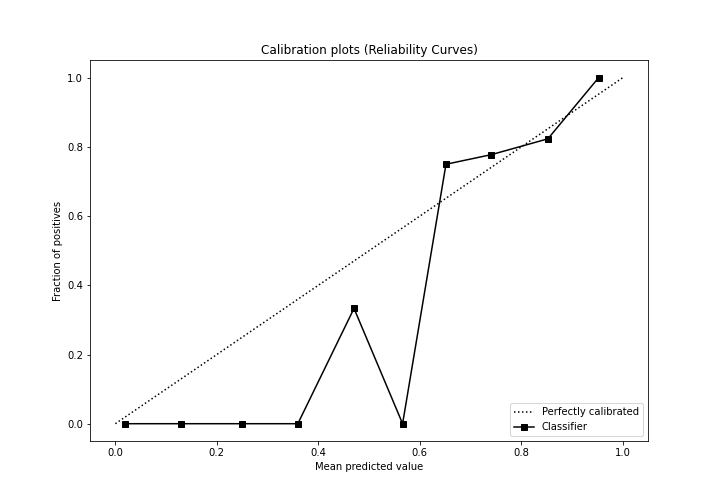 Calibration plots (Reliability Curves)
1.0
0.8
0.6
0.4
0.2
0.0
Fraction of positives
0.0 0.2 0.4 0.6 0.8 1.0
Mean predicted value
Perfectly calibrated
Classifier